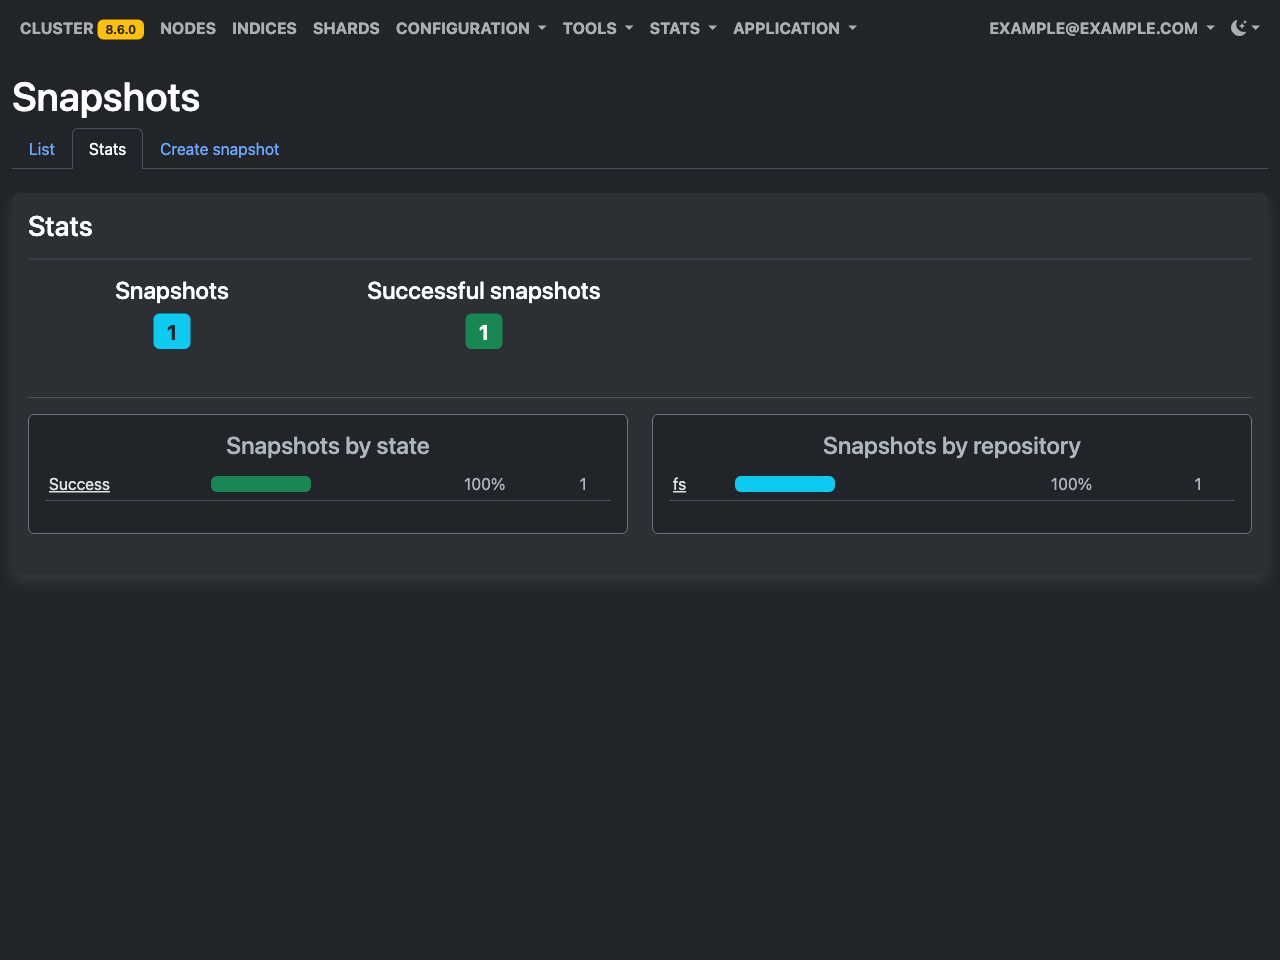 CLUSTER 8.6.0 NODES INDICES SHARDS CONFIGURATION TOOLS STATS APPLICATION EXAMPLE@EXAMPLE.COM
Snapshots
List Stats Create snapshot
Stats
Snapshots Successful snapshots
1 1
Snapshots by state
Success 100% 1
Snapshots by repository
fs 100% 1